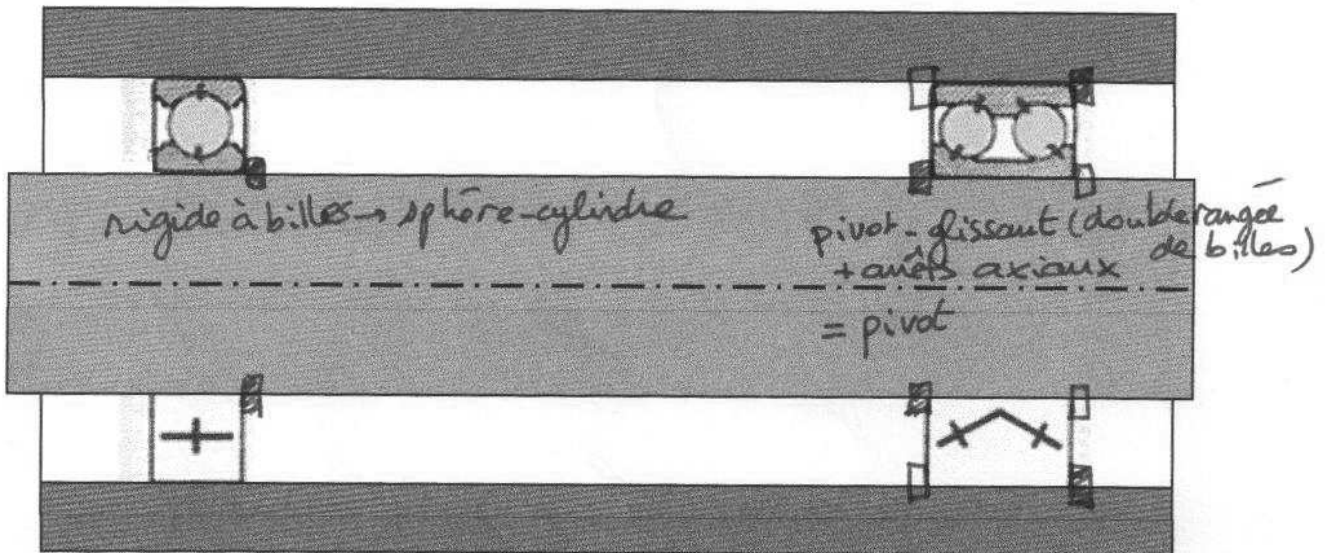 rigide à billes → sphère-cylindre
pivot-glissant (double rangée
de billes)
+ arrêts axiaux
= pivot